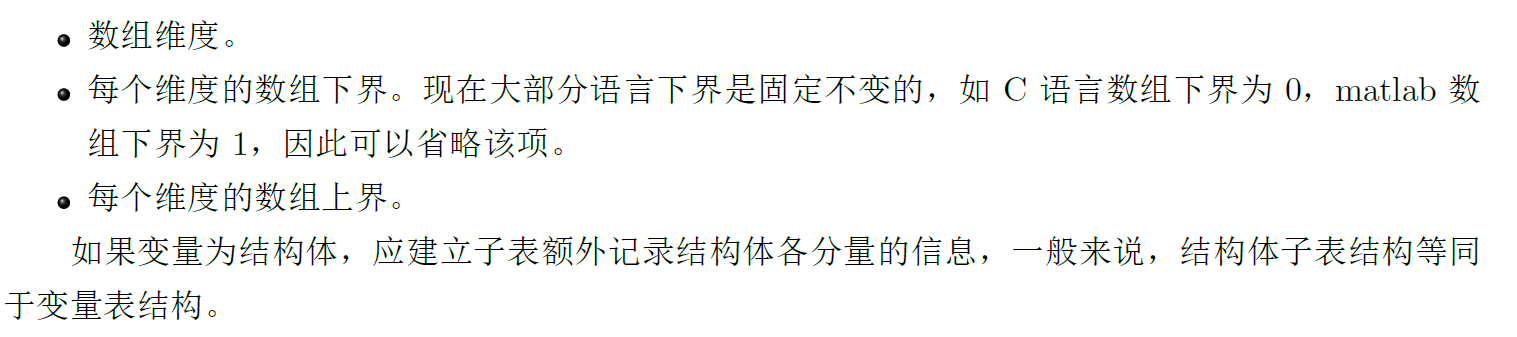 • 数组维度。
• 每个维度的数组下界。现在大部分语言下界是固定不变的，如 C 语言数组下界为 0，matlab 数
组下界为 1，因此可以省略该项。
• 每个维度的数组上界。
如果变量为结构体，应建立子表额外记录结构体各分量的信息，一般来说，结构体子表结构等同
于变量表结构。